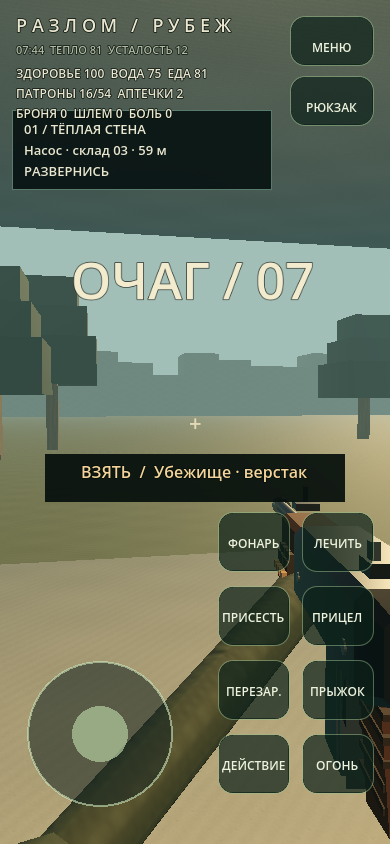 РАЗЛОМ / РУБЕЖ
07:44 ТЕПЛО 81 УСТАЛОСТЬ 12
ЗДОРОВЬЕ 100 ВОДА 75 ЕДА 81
ПАТРОНЫ 16/54 АПТЕЧКИ 2
БРОНЯ 0 ШЛЕМ 0 БОЛЬ 0
МЕНЮ
РЮКЗАК
01 / ТЁПЛАЯ СТЕНА
Насос · склад 03 · 59 м
РАЗВЕРНИСЬ
ОЧАГ / 07
ВЗЯТЬ / Убежище · верстак
ФОНАРЬ
ЛЕЧИТЬ
ПРИСЕСТЬ
ПРИЦЕЛ
ПЕРЕЗАР.
ПРЫЖОК
ДЕЙСТВИЕ
ОГОНЬ